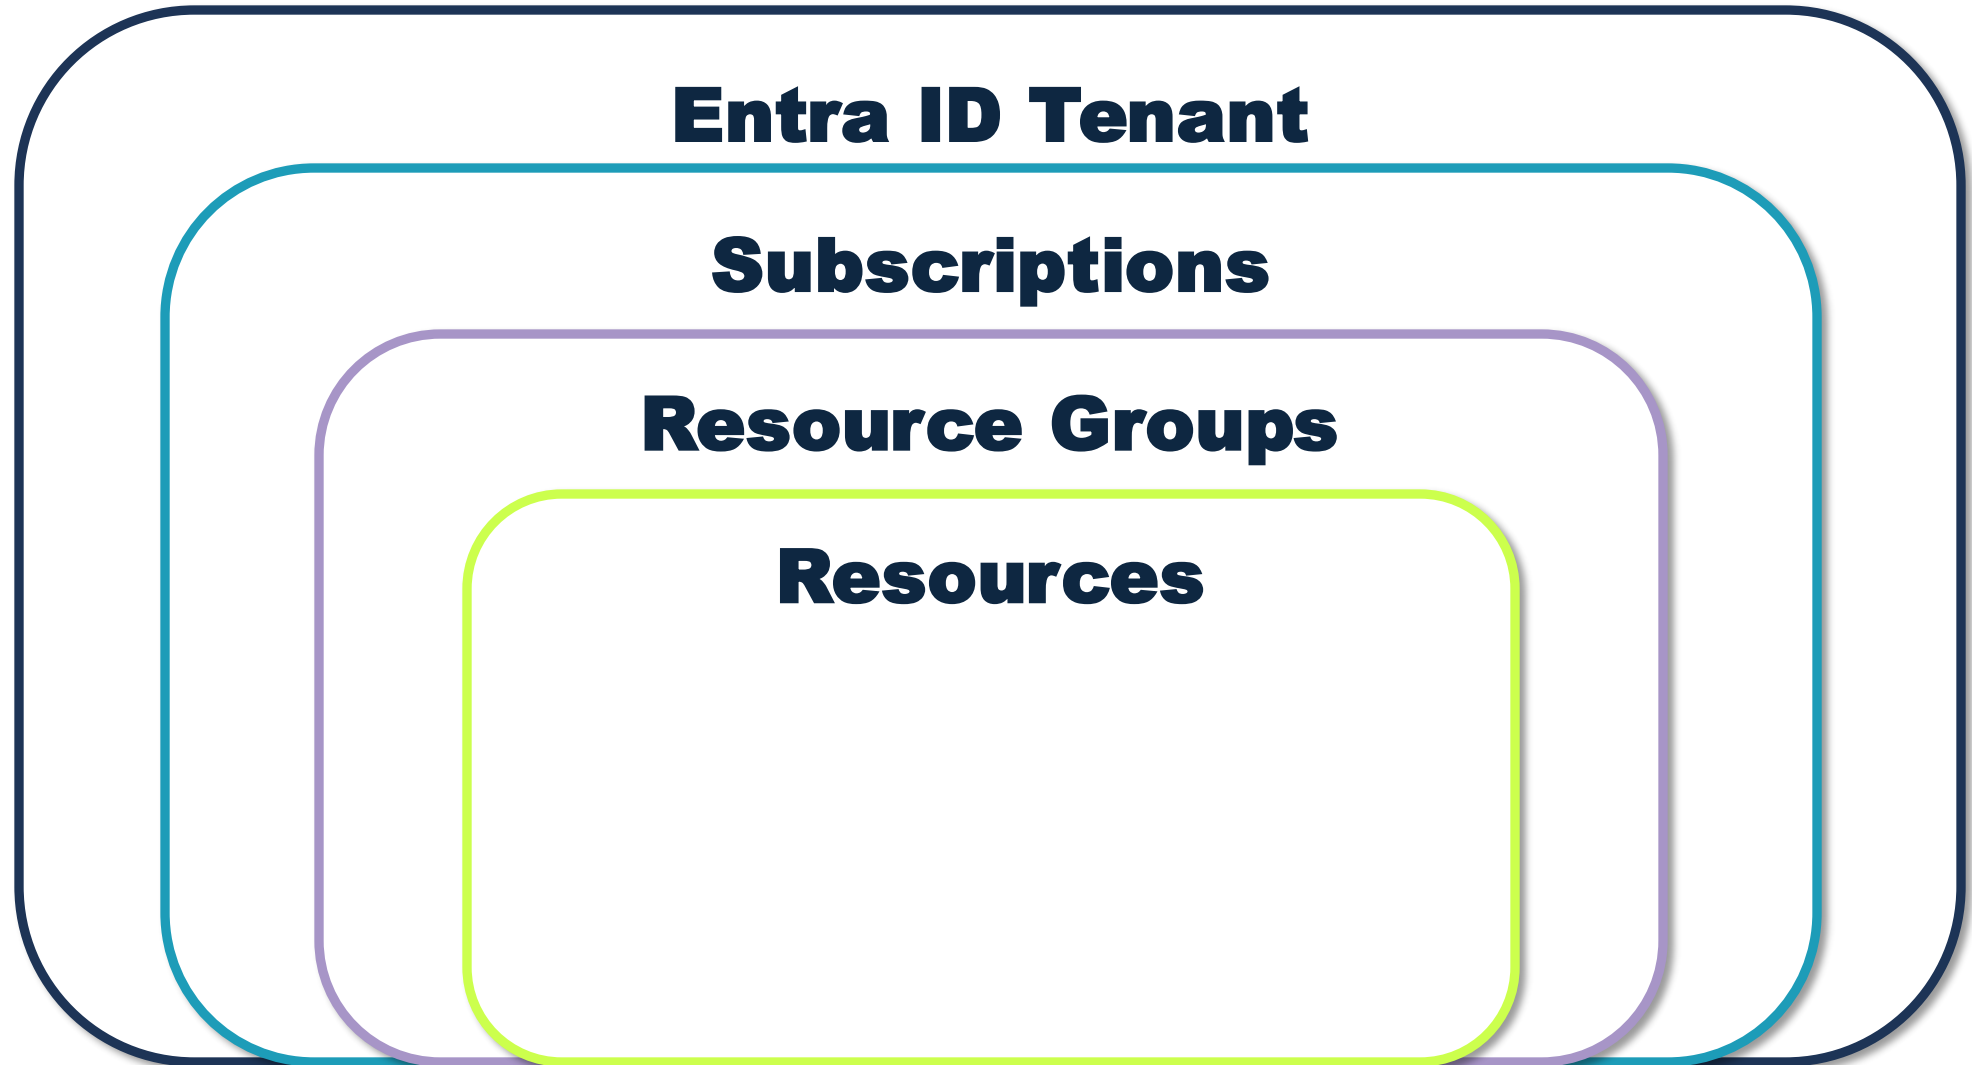 Entra ID Tenant
Subscriptions
Resource Groups
Resources